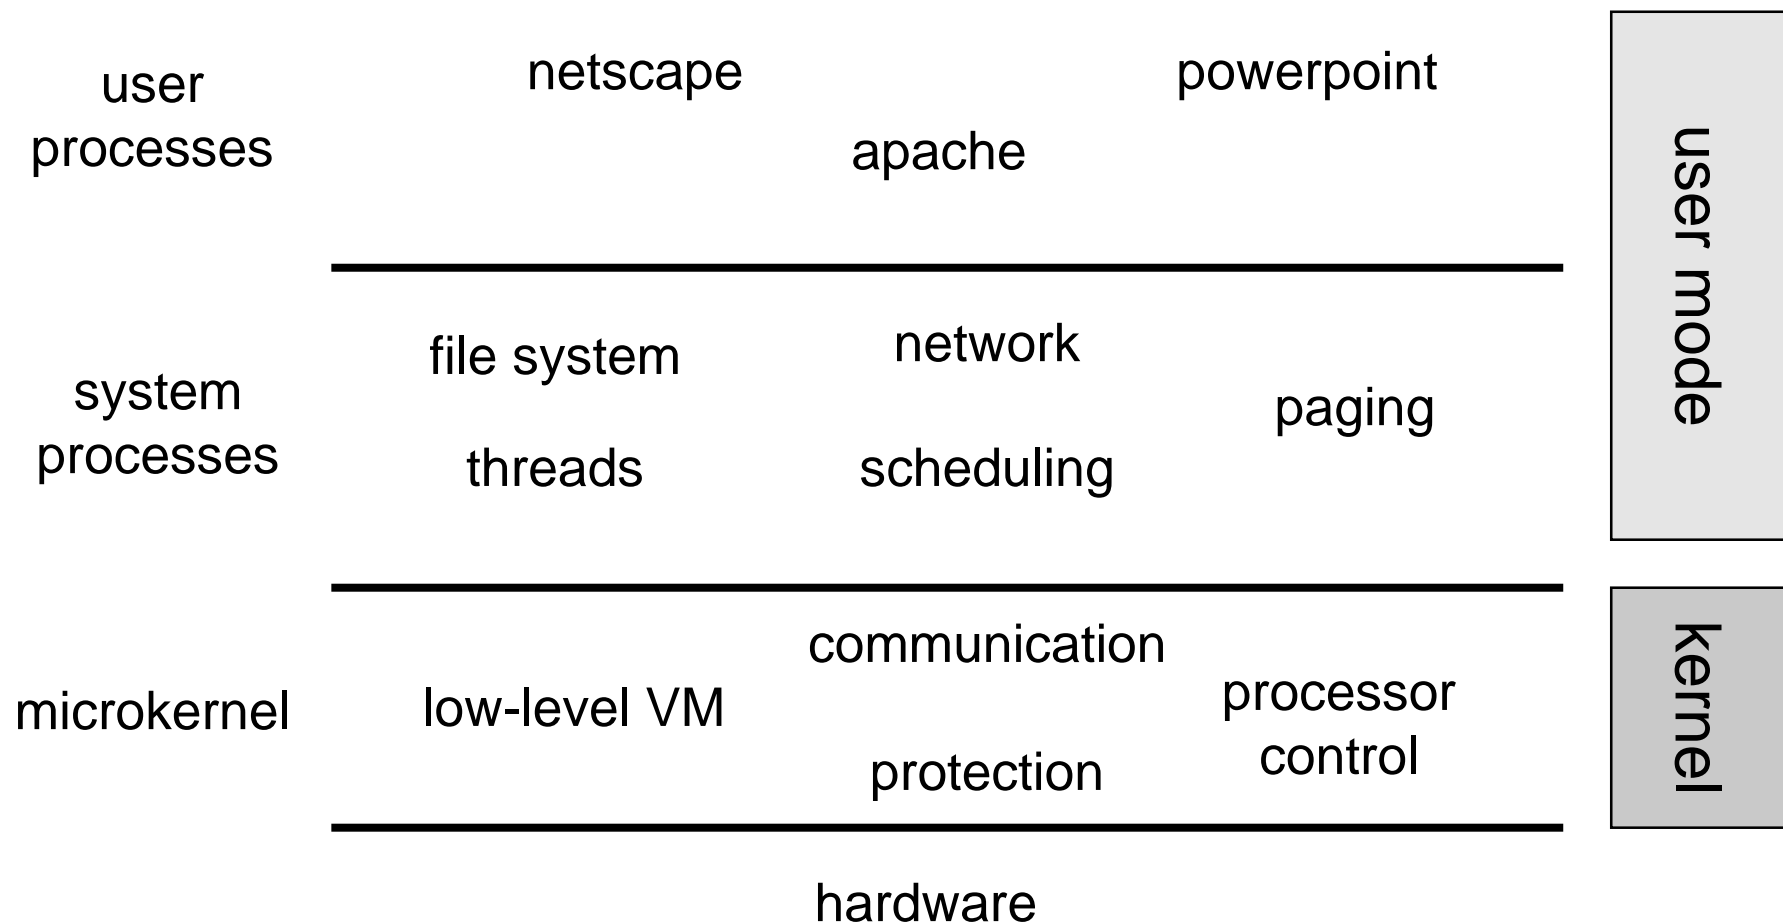 user
processes
netscape
powerpoint
apache
user mode
system
processes
file system
network
paging
threads
scheduling
microkernel
low-level VM
communication
processor
control
protection
kernel
hardware